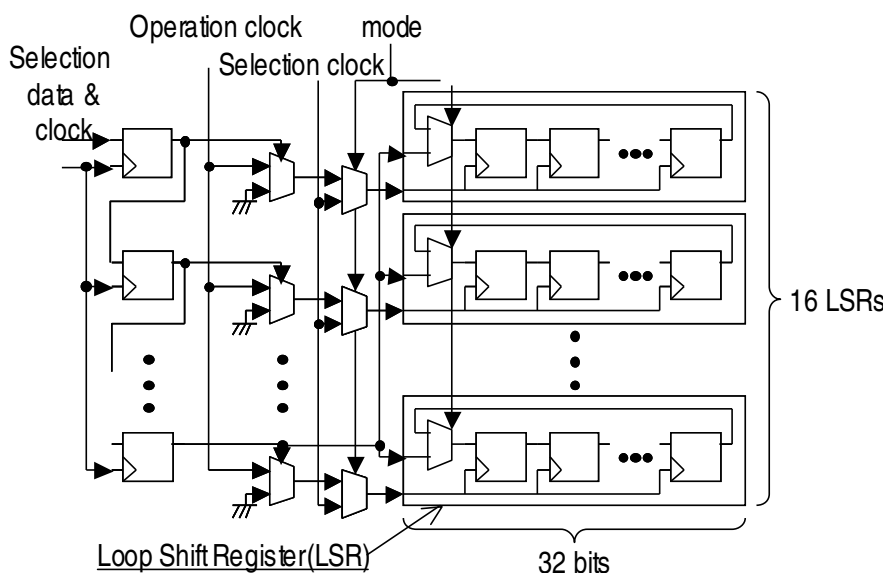 Operation clock
mode
Selection
data &
clock
Selection clock
16 LSRs
Loop Shift Register(LSR)
32 bits